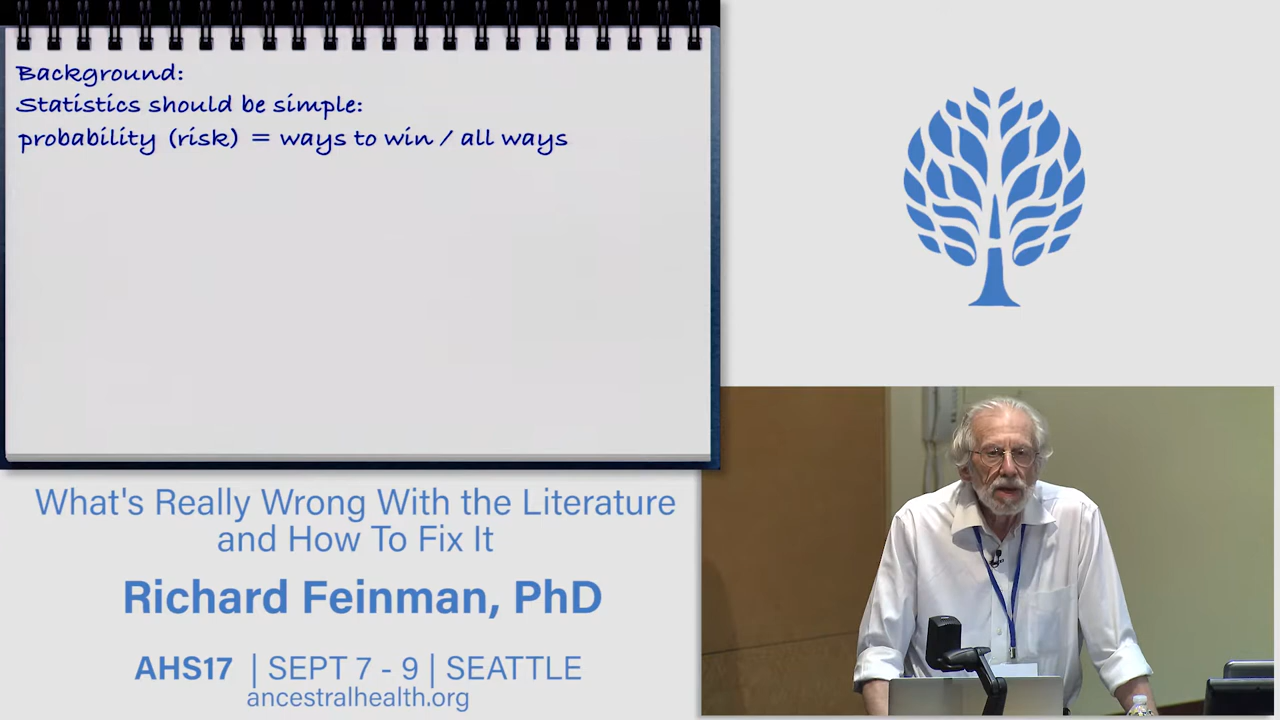 Background:
Statistics should be simple:
probability (risk) = ways to win / all ways
What's Really Wrong With the Literature
and How To Fix It
Richard Feinman, PhD
AHS17 | SEPT 7 - 9 | SEATTLE
ancestralhealth.org